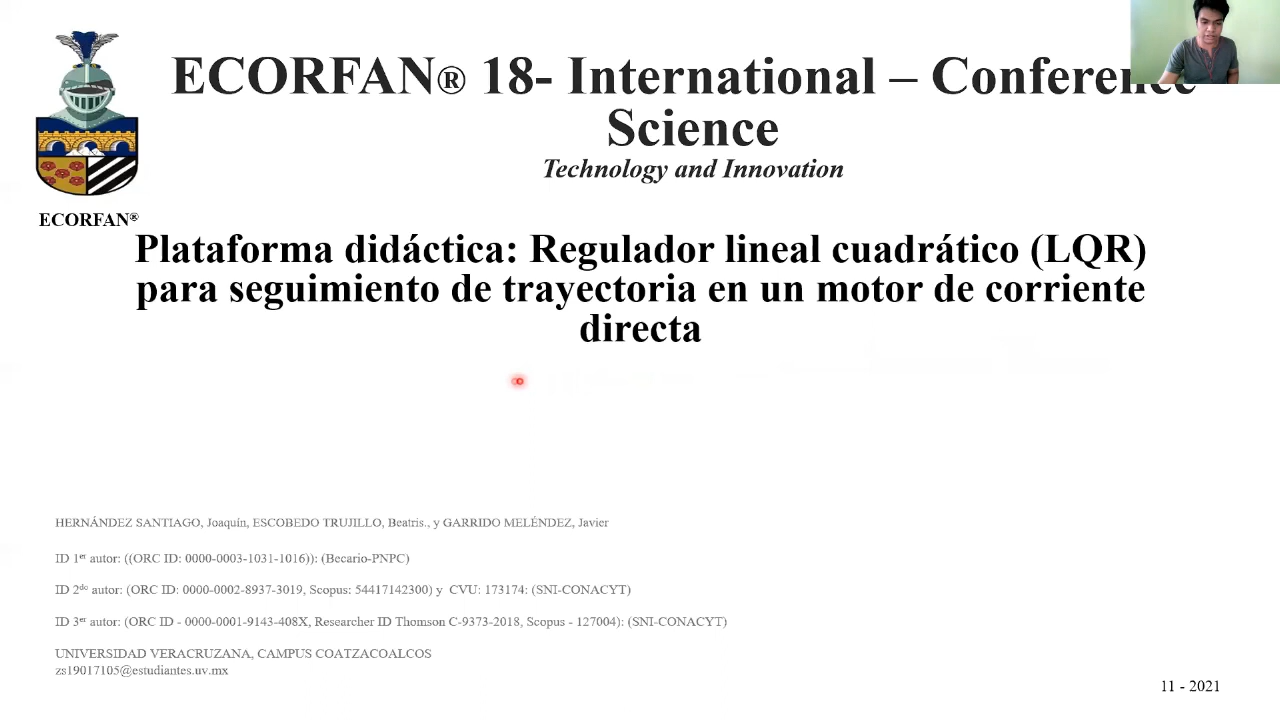 ECORFAN® 18- International – Conference
Science
Technology and Innovation
ECORFAN®
Plataforma didáctica: Regulador lineal cuadrático (LQR)
para seguimiento de trayectoria en un motor de corriente
directa
HERNÁNDEZ SANTIAGO, Joaquín, ESCOBEDO TRUJILLO, Beatris., y GARRIDO MELÉNDEZ, Javier
ID 1er autor: ((ORC ID: 0000-0003-1031-1016)): (Becario-PNPC)
ID 2do autor: (ORC ID: 0000-0002-8937-3019, Scopus: 54417142300) y CVU: 173174: (SNI-CONACYT)
ID 3er autor: (ORC ID - 0000-0001-9143-408X, Researcher ID Thomson C-9373-2018, Scopus - 127004): (SNI-CONACYT)
UNIVERSIDAD VERACRUZANA, CAMPUS COATZACOALCOS
zs19017105@estudiantes.uv.mx
11 - 2021